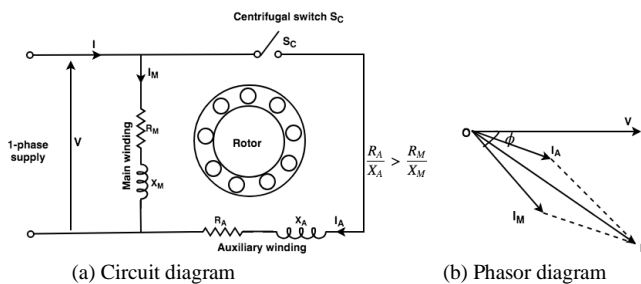 Centrifugal switch S_C
I
S_C
I_M
1-phase
supply
V
Main winding
R_M
X_M
Rotor
R_A/X_A > R_M/X_M
R_A
X_A
I_A
Auxiliary winding
O
V
ϕ
I_A
I_M
I
(a) Circuit diagram
(b) Phasor diagram